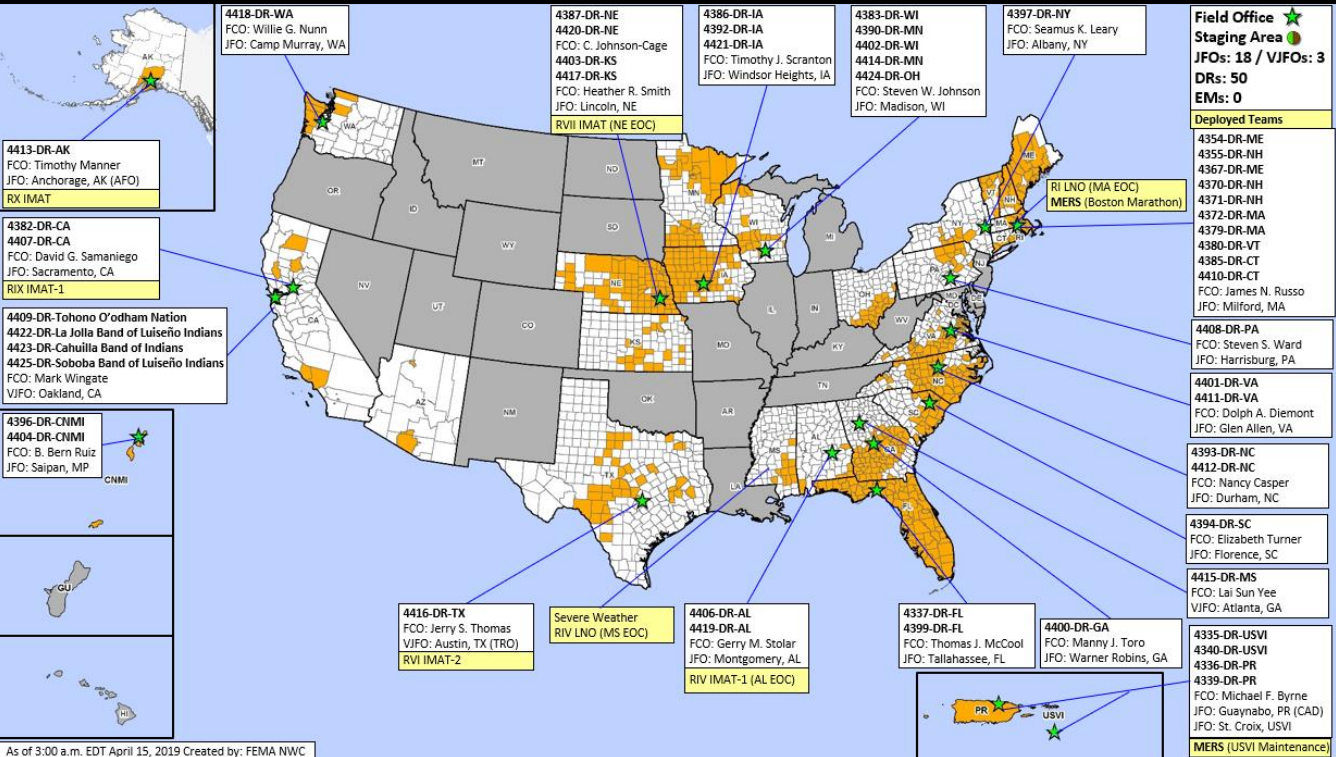 4418-DR-WA
FCO: Willie G. Nunn
JFO: Camp Murray, WA
4387-DR-NE
4420-DR-NE
FCO: C. Johnson-Cage
4403-DR-KS
4417-DR-KS
FCO: Heather R. Smith
JFO: Lincoln, NE
RVII IMAT (NE EOC)
4386-DR-IA
4392-DR-IA
4421-DR-IA
FCO: Timothy J. Scranton
JFO: Windsor Heights, IA
4383-DR-WI
4390-DR-MN
4402-DR-WI
4414-DR-MN
4424-DR-OH
FCO: Steven W. Johnson
JFO: Madison, WI
4397-DR-NY
FCO: Seamus K. Leary
JFO: Albany, NY
Field Office
Staging Area
JFOs: 18 / VJFOs: 3
DRs: 50
EMs: 0
Deployed Teams
4354-DR-ME
4355-DR-NH
4367-DR-ME
4370-DR-NH
4371-DR-NH
4372-DR-MA
4379-DR-MA
4380-DR-VT
4385-DR-CT
4410-DR-CT
FCO: James N. Russo
JFO: Milford, MA
RI LNO (MA EOC)
MERS (Boston Marathon)
4413-DR-AK
FCO: Timothy Manner
JFO: Anchorage, AK (AFO)
RX IMAT
4382-DR-CA
4407-DR-CA
FCO: David G. Samaniego
JFO: Sacramento, CA
RIX IMAT-1
4409-DR-Tohono O'odham Nation
4422-DR-La Jolla Band of Luiseño Indians
4423-DR-Cahuilla Band of Indians
4425-DR-Soboba Band of Luiseño Indians
FCO: Mark Wingate
VJFO: Oakland, CA
4396-DR-CNMI
4404-DR-CNMI
FCO: B. Bern Ruiz
JFO: Saipan, MP
CNMI
GU
HI
AK
WA
OR
CA
NV
ID
MT
WY
UT
AZ
CO
NM
ND
SD
NE
KS
OK
TX
MN
IA
MO
AR
LA
WI
IL
MI
IN
OH
KY
TN
MS
AL
GA
FL
SC
NC
VA
WV
MD
DC
DE
NJ
PA
NY
CT
RI
MA
VT
NH
ME
4408-DR-PA
FCO: Steven S. Ward
JFO: Harrisburg, PA
4401-DR-VA
4411-DR-VA
FCO: Dolph A. Diemont
JFO: Glen Allen, VA
4393-DR-NC
4412-DR-NC
FCO: Nancy Casper
JFO: Durham, NC
4394-DR-SC
FCO: Elizabeth Turner
JFO: Florence, SC
4415-DR-MS
FCO: Lai Sun Yee
VJFO: Atlanta, GA
4416-DR-TX
FCO: Jerry S. Thomas
VJFO: Austin, TX (TRO)
RVI IMAT-2
Severe Weather
RIV LNO (MS EOC)
4406-DR-AL
4419-DR-AL
FCO: Gerry M. Stolar
JFO: Montgomery, AL
RIV IMAT-1 (AL EOC)
4337-DR-FL
4399-DR-FL
FCO: Thomas J. McCool
JFO: Tallahassee, FL
4400-DR-GA
FCO: Manny J. Toro
JFO: Warner Robins, GA
4335-DR-USVI
4340-DR-USVI
4336-DR-PR
4339-DR-PR
FCO: Michael F. Byrne
JFO: Guaynabo, PR (CAD)
JFO: St. Croix, USVI
MERS (USVI Maintenance)
PR
USVI
As of 3:00 a.m. EDT April 15, 2019 Created by: FEMA NWC